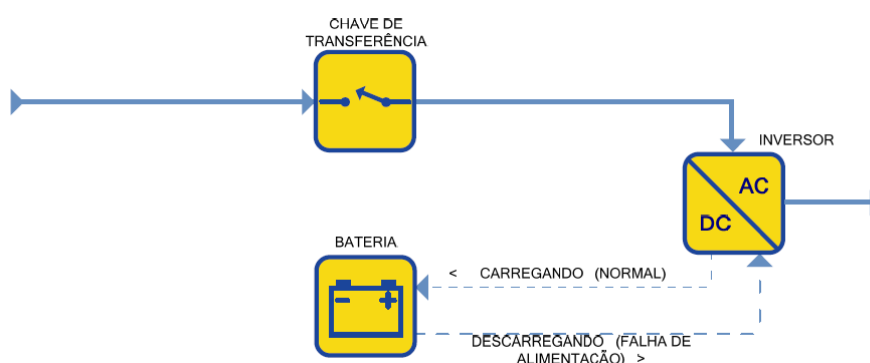 CHAVE DE
TRANSFERÊNCIA
INVERSOR
AC
DC
BATERIA
< CARREGANDO (NORMAL)
DESCARREGANDO (FALHA DE
ALIMENTAÇÃO) >